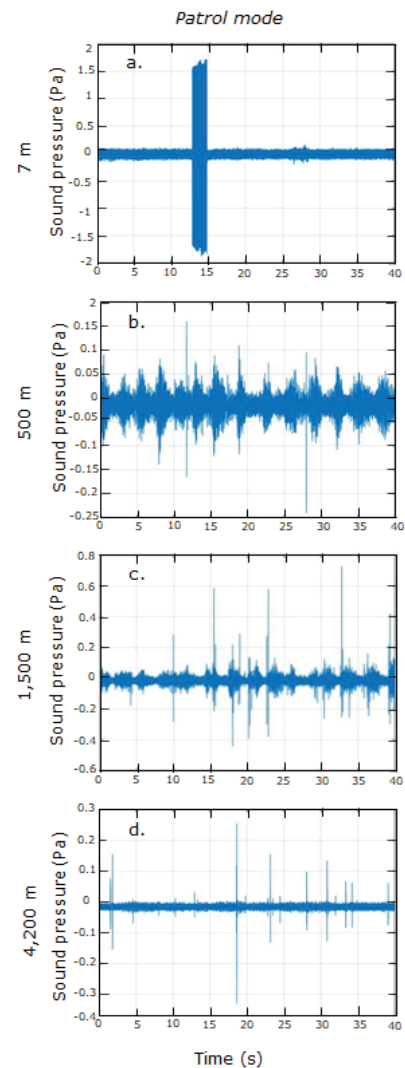 Patrol mode
a.
7 m
Sound pressure (Pa)
2
1.5
1
0.5
0
-0.5
-1
-1.5
-2
0 5 10 15 20 25 30 35 40
b.
500 m
Sound pressure (Pa)
2
0.15
0.1
0.05
0
-0.05
-0.1
-0.15
-0.2
-0.25
0 5 10 15 20 25 30 35 40
c.
1,500 m
Sound pressure (Pa)
0.8
0.6
0.4
0.2
0
-0.2
-0.4
-0.6
0 5 10 15 20 25 30 35 40
d.
4,200 m
Sound pressure (Pa)
0.3
0.2
0.1
0
-0.1
-0.2
-0.3
-0.4
0 5 10 15 20 25 30 35 40
Time (s)